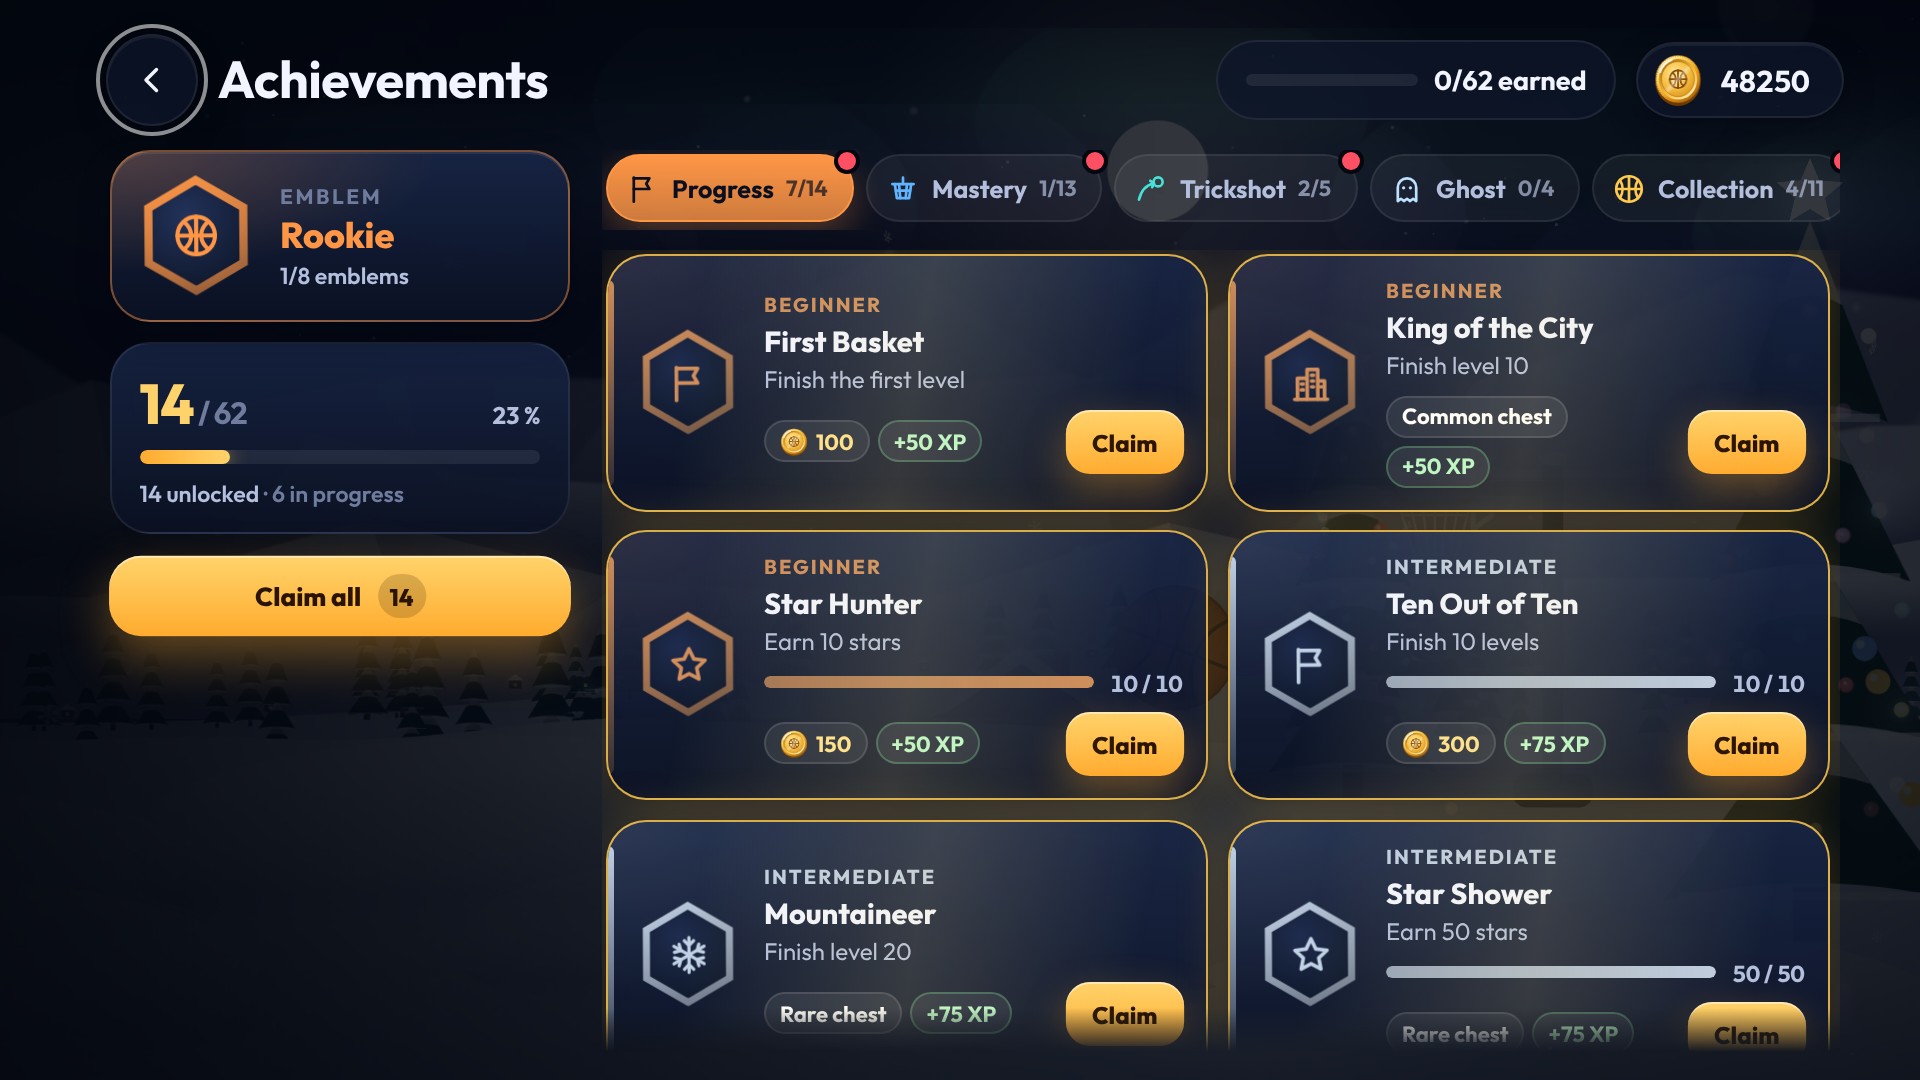 Achievements
0/62 earned
48250
EMBLEM
Rookie
1/8 emblems
14 / 62
23 %
14 unlocked · 6 in progress
Claim all 14
Progress 7/14
Mastery 1/13
Trickshot 2/5
Ghost 0/4
Collection 4/11
BEGINNER
First Basket
Finish the first level
100
+50 XP
Claim
BEGINNER
King of the City
Finish level 10
Common chest
+50 XP
Claim
BEGINNER
Star Hunter
Earn 10 stars
10 / 10
150
+50 XP
Claim
INTERMEDIATE
Ten Out of Ten
Finish 10 levels
10 / 10
300
+75 XP
Claim
INTERMEDIATE
Mountaineer
Finish level 20
Rare chest
+75 XP
Claim
INTERMEDIATE
Star Shower
Earn 50 stars
50 / 50
Rare chest
+75 XP
Claim